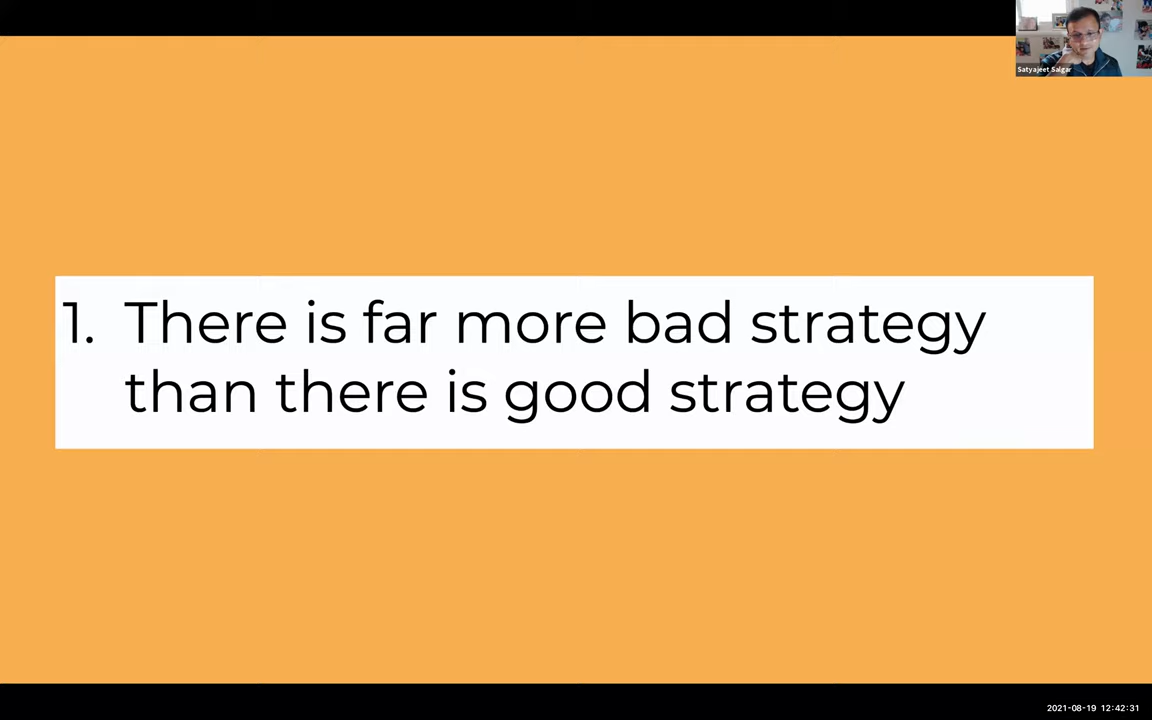 Satyajeet Salgar
1. There is far more bad strategy
than there is good strategy
2021-08-19 12:42:31